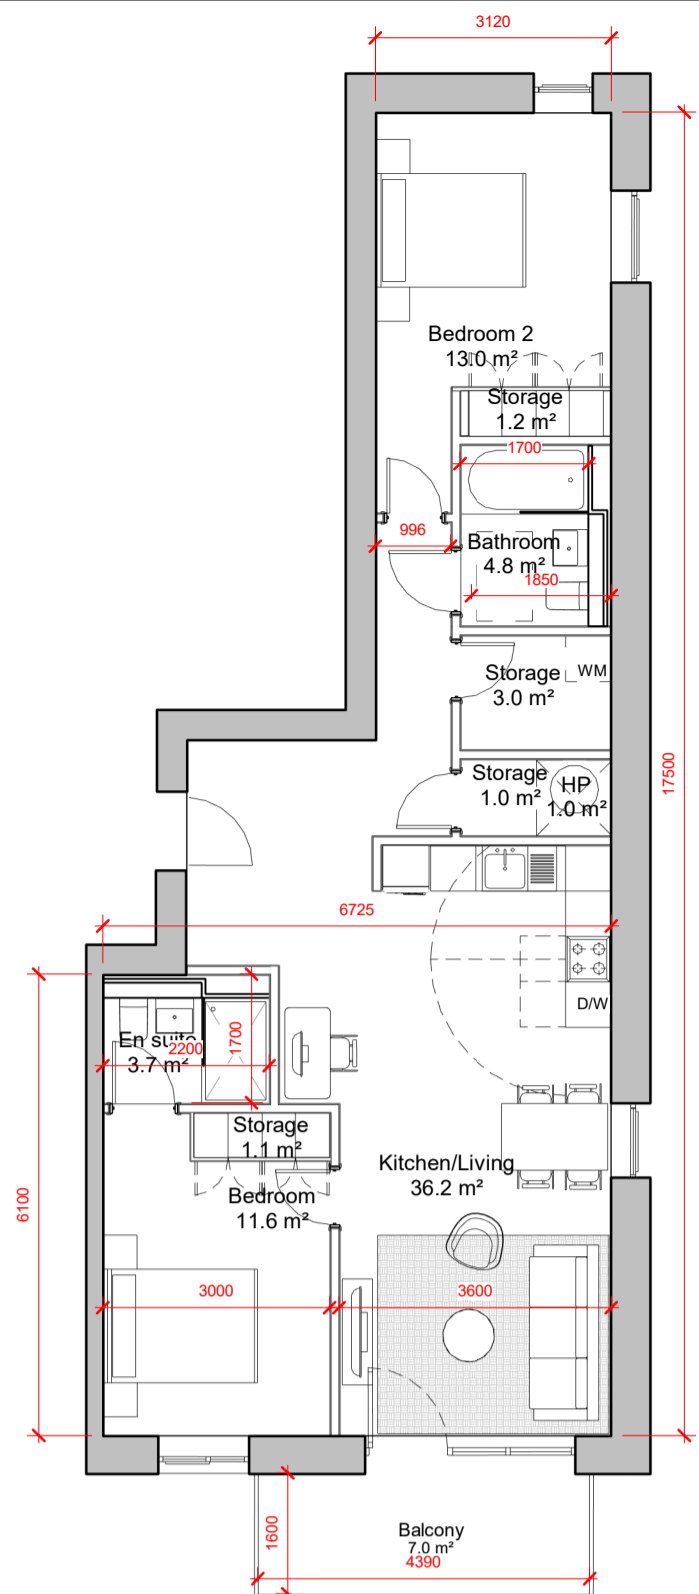 3120
Bedroom 2
13.0 m²
Storage
1.2 m²
1700
996
Bathroom
4.8 m²
1850
Storage
3.0 m²
WM
17500
Storage
1.0 m²
HP
1.0 m²
6725
D/W
En suite
3.7 m²
2200
1700
Storage
1.1 m²
Kitchen/Living
36.2 m²
Bedroom
11.6 m²
6100
3000
3600
1600
Balcony
7.0 m²
4390